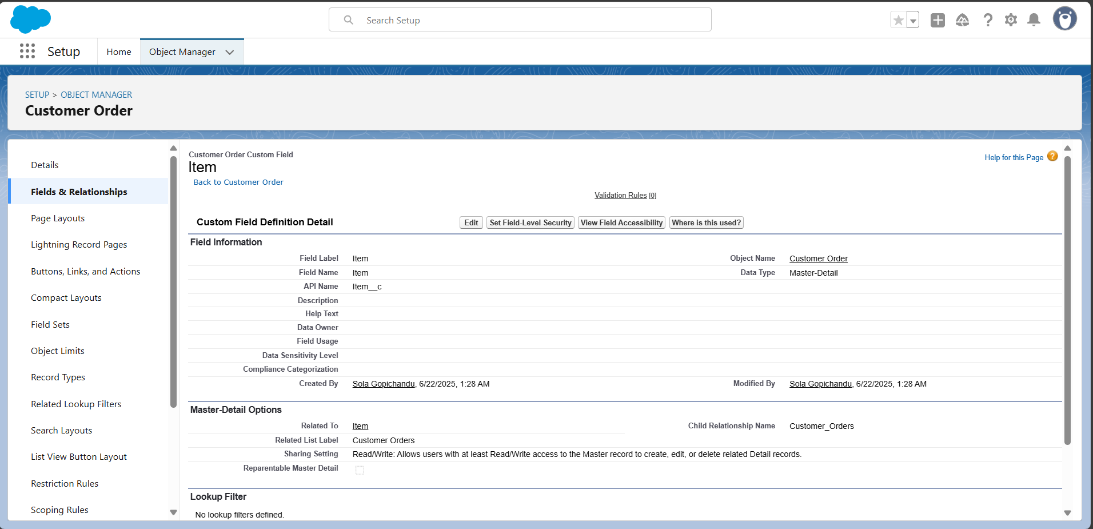 Search Setup
Setup
Home
Object Manager
SETUP > OBJECT MANAGER
Customer Order
Details
Fields & Relationships
Page Layouts
Lightning Record Pages
Buttons, Links, and Actions
Compact Layouts
Field Sets
Object Limits
Record Types
Related Lookup Filters
Search Layouts
List View Button Layout
Restriction Rules
Scoping Rules
Customer Order Custom Field
Item
Back to Customer Order
Help for this Page ?
Validation Rules [0]
Custom Field Definition Detail Edit Set Field-Level Security View Field Accessibility Where is this used?
Field Information
Field Label Item Object Name Customer Order
Field Name Item Data Type Master-Detail
API Name Item__c
Description
Help Text
Data Owner
Field Usage
Data Sensitivity Level
Compliance Categorization
Created By Sola Gopichandu, 6/22/2025, 1:28 AM Modified By Sola Gopichandu, 6/22/2025, 1:28 AM
Master-Detail Options
Related To Item Child Relationship Name Customer_Orders
Related List Label Customer Orders
Sharing Setting Read/Write: Allows users with at least Read/Write access to the Master record to create, edit, or delete related Detail records.
Reparentable Master Detail
Lookup Filter
No lookup filters defined.